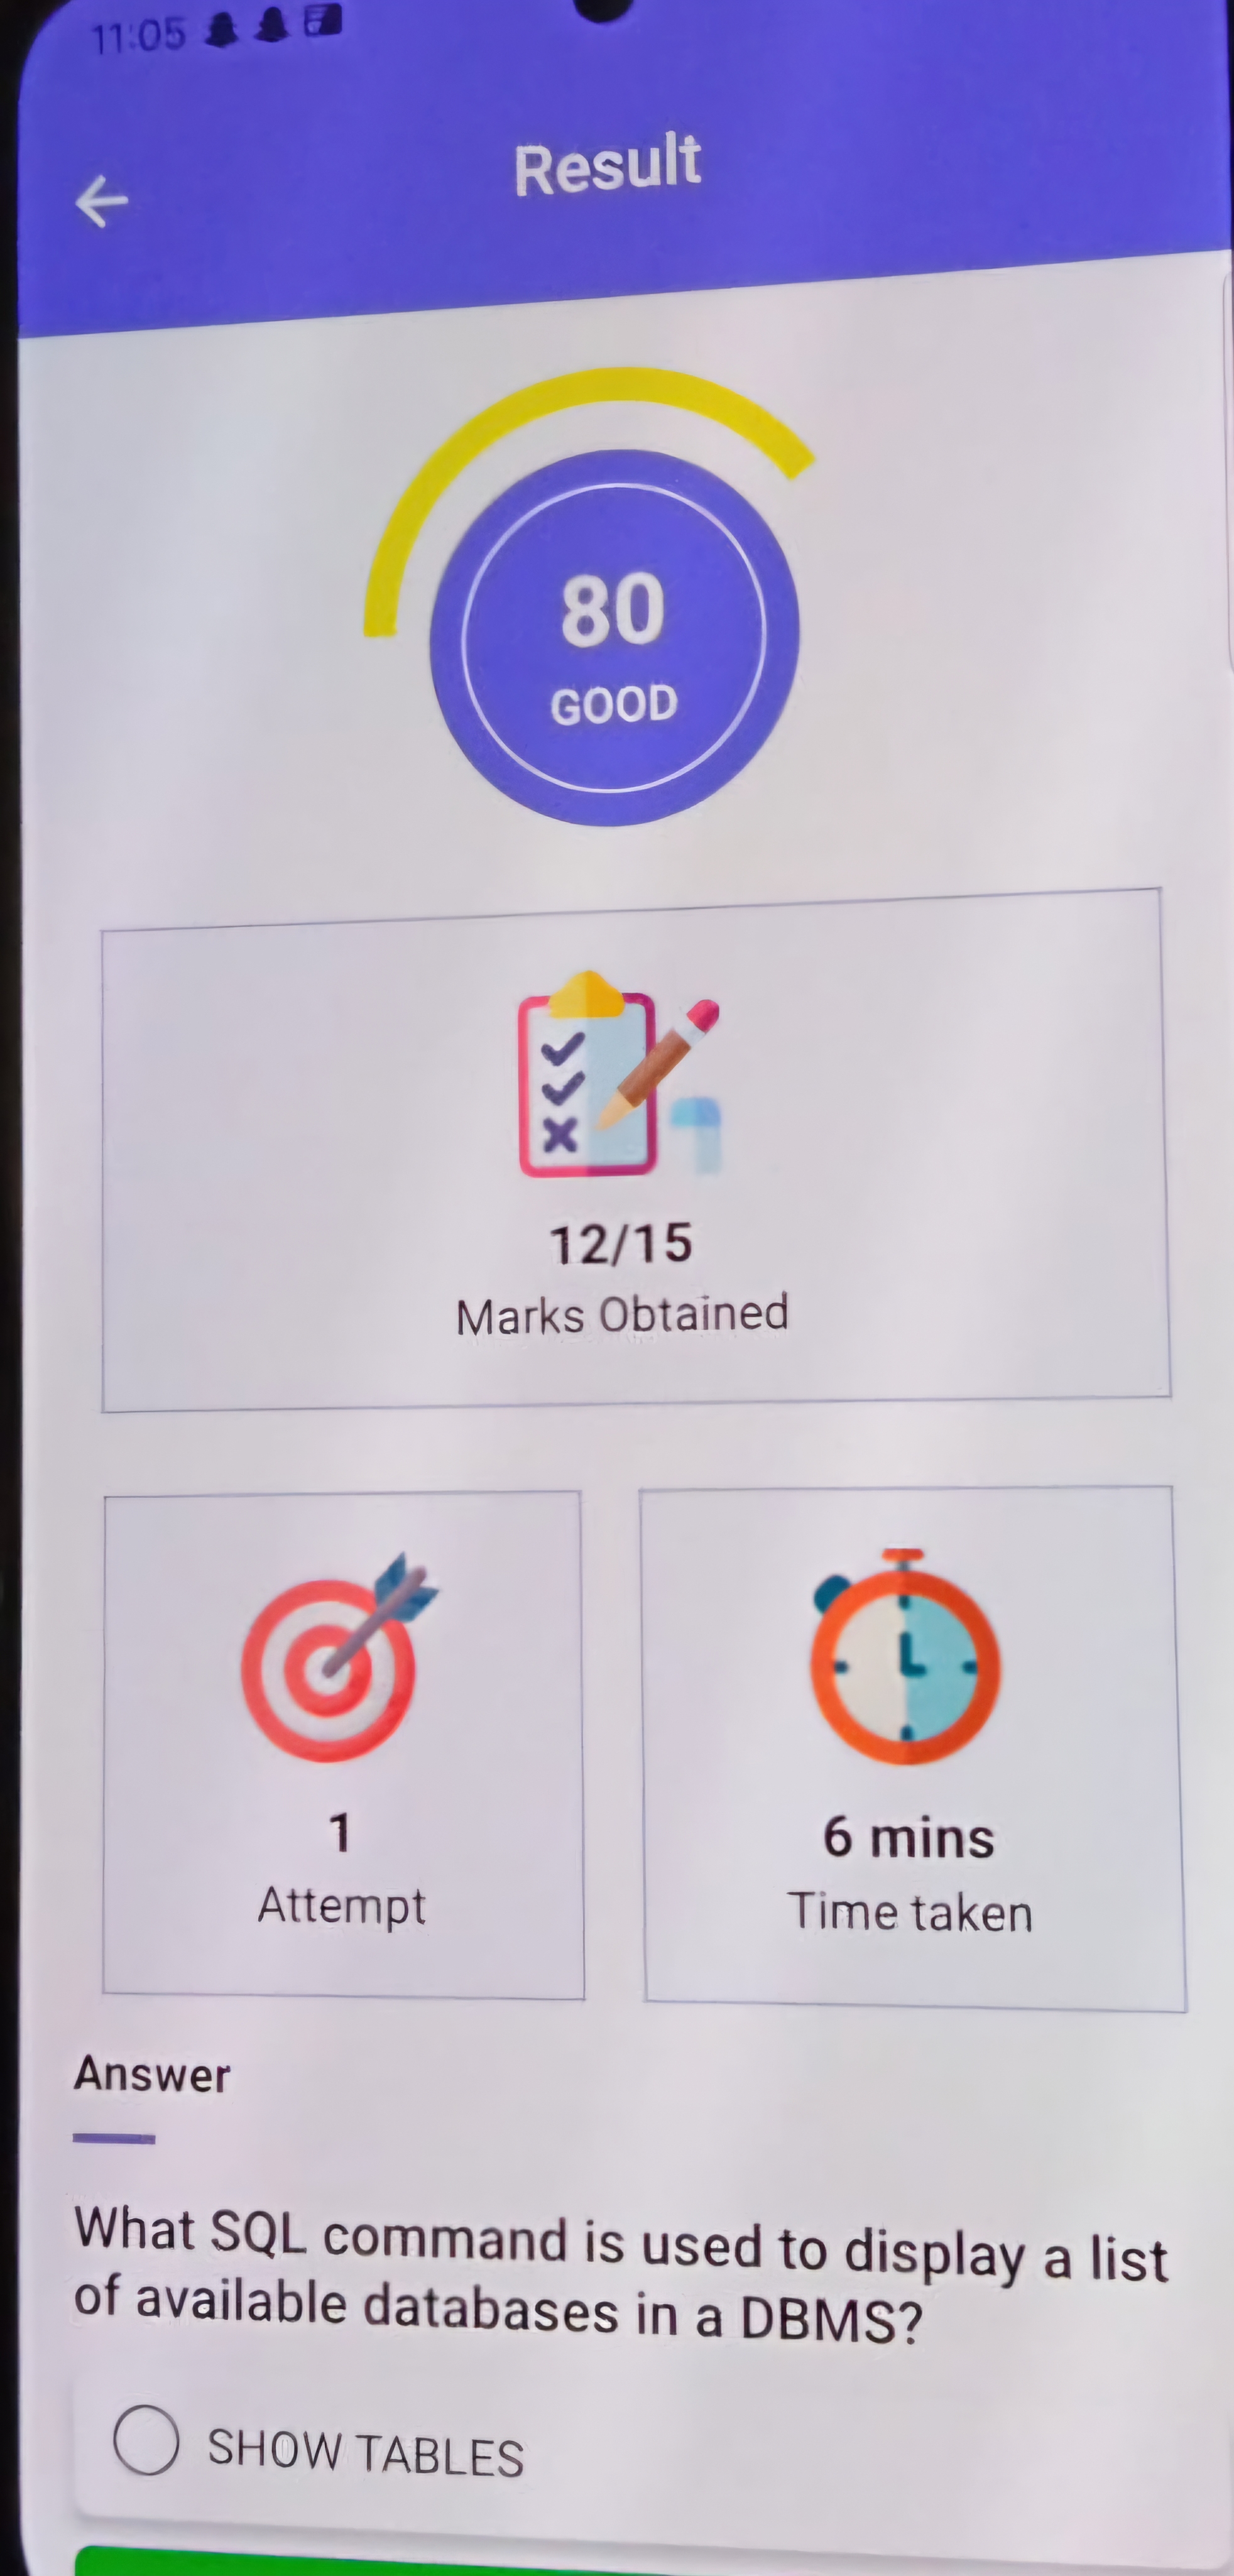 11:05
Result
80
GOOD
12/15
Marks Obtained
1
Attempt
6 mins
Time taken
Answer
What SQL command is used to display a list
of available databases in a DBMS?
SHOW TABLES